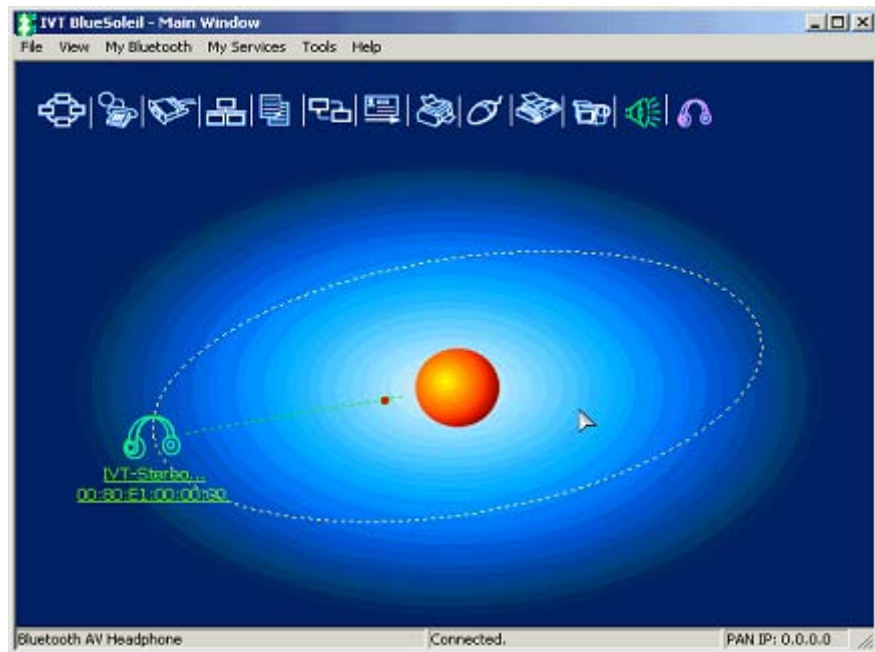 IVT BlueSoleil - Main Window
File View My Bluetooth My Services Tools Help
IVT-Stereo...
00:80:E1:00:00:90
Bluetooth AV Headphone Connected. PAN IP: 0.0.0.0